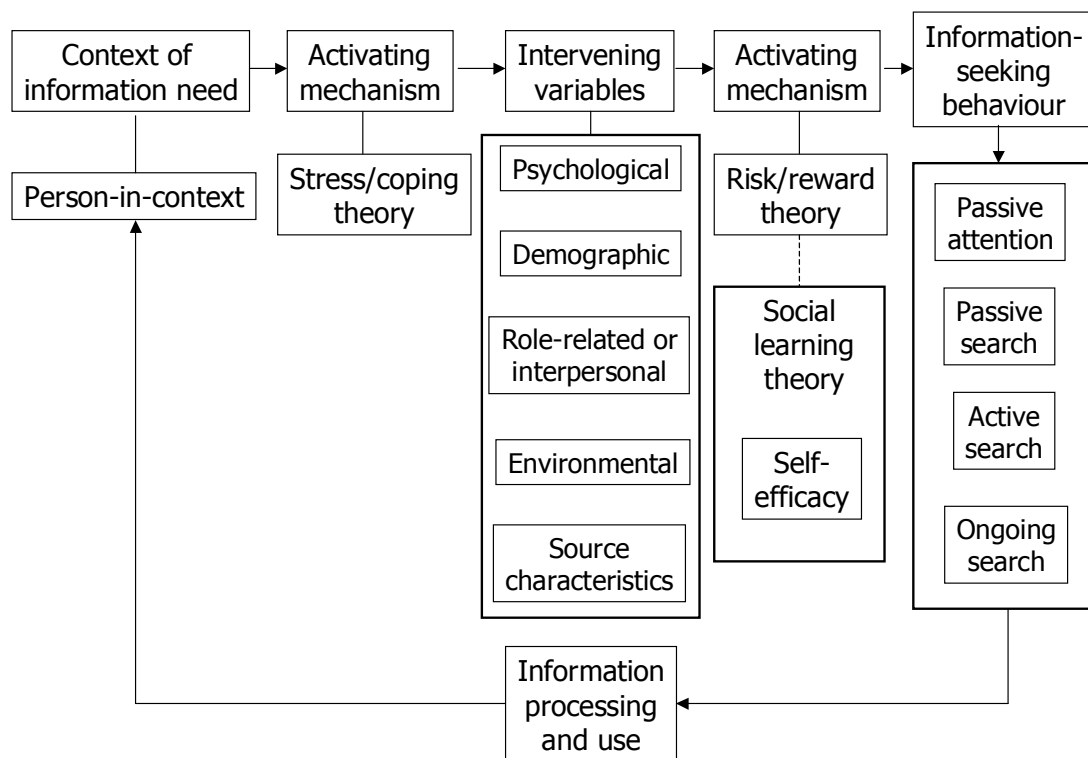 Context of
information need
Activating
mechanism
Intervening
variables
Activating
mechanism
Information-
seeking
behaviour
Person-in-context
Stress/coping
theory
Psychological
Demographic
Role-related or
interpersonal
Environmental
Source
characteristics
Risk/reward
theory
Social
learning
theory
Self-
efficacy
Passive
attention
Passive
search
Active
search
Ongoing
search
Information
processing
and use